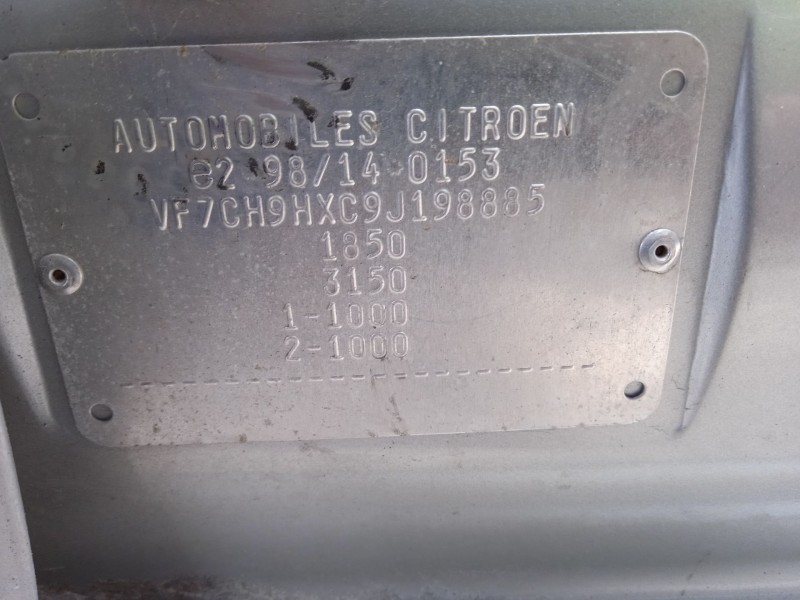 AUTOMOBILES CITROEN
e2*98/14*0153
VF7CH9HXC9J198885
1850
3150
1-1000
2-1000